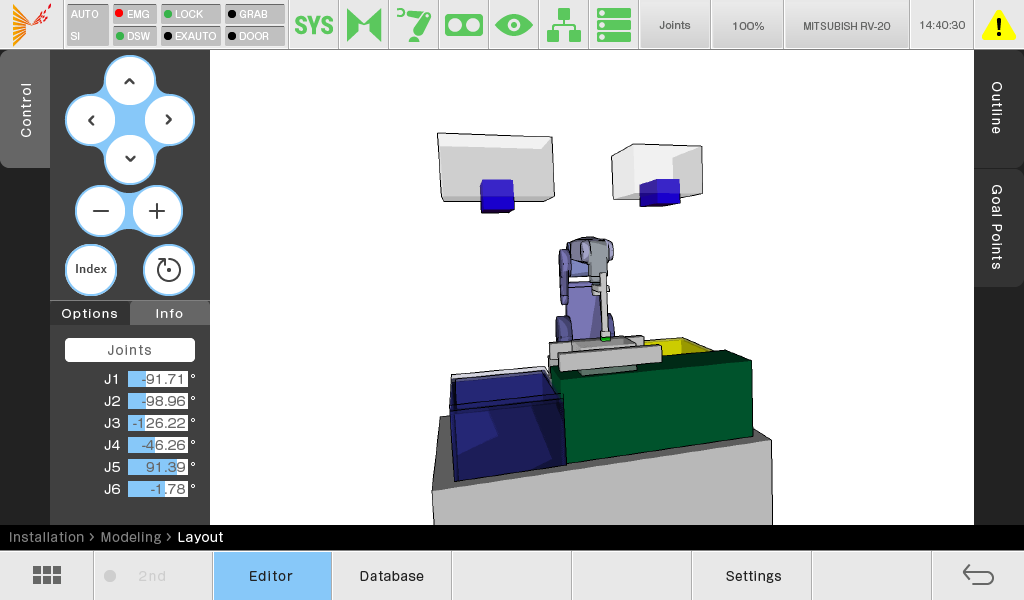 AUTO
SI
EMG
DSW
LOCK
EXAUTO
GRAB
DOOR
SYS
Joints
100%
MITSUBISH RV-20
14:40:30
Control
Outline
Goal Points
Index
Options
Info
Joints
J1 -91.71 °
J2 -98.96 °
J3 -126.22 °
J4 -46.26 °
J5 91.39 °
J6 -1.78 °
Installation > Modeling > Layout
2nd
Editor
Database
Settings